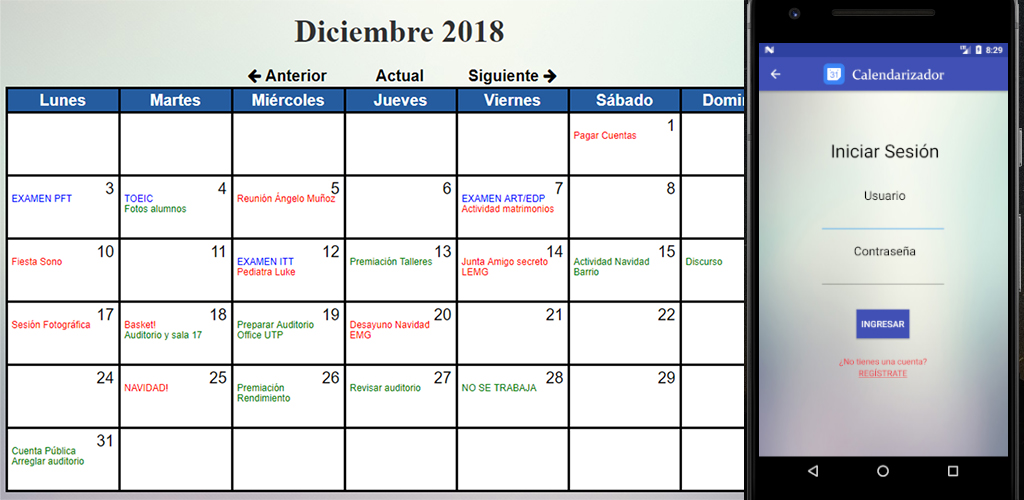 Diciembre 2018
Anterior Actual Siguiente
Lunes Martes Miércoles Jueves Viernes Sábado
1
Pagar Cuentas
3 4 5 6 7 8
EXAMEN PFT TOEIC Reunión Ángelo Muñoz EXAMEN ART/EDP
Fotos alumnos Actividad matrimonios
10 11 12 13 14 15
Fiesta Sono EXAMEN ITT Premiación Talleres Junta Amigo secreto Actividad Navidad Discurso
Pediatra Luke LEMG Barrio
17 18 19 20 21 22
Sesión Fotográfica Basket! Preparar Auditorio Desayuno Navidad
Auditorio y sala 17 Office UTP EMG
24 25 26 27 28 29
NAVIDAD! Premiación Revisar auditorio NO SE TRABAJA
Rendimiento
31
Cuenta Pública
Arreglar auditorio
8:29
31 Calendarizador
Iniciar Sesión
Usuario
Contraseña
INGRESAR
¿No tienes una cuenta?
REGÍSTRATE